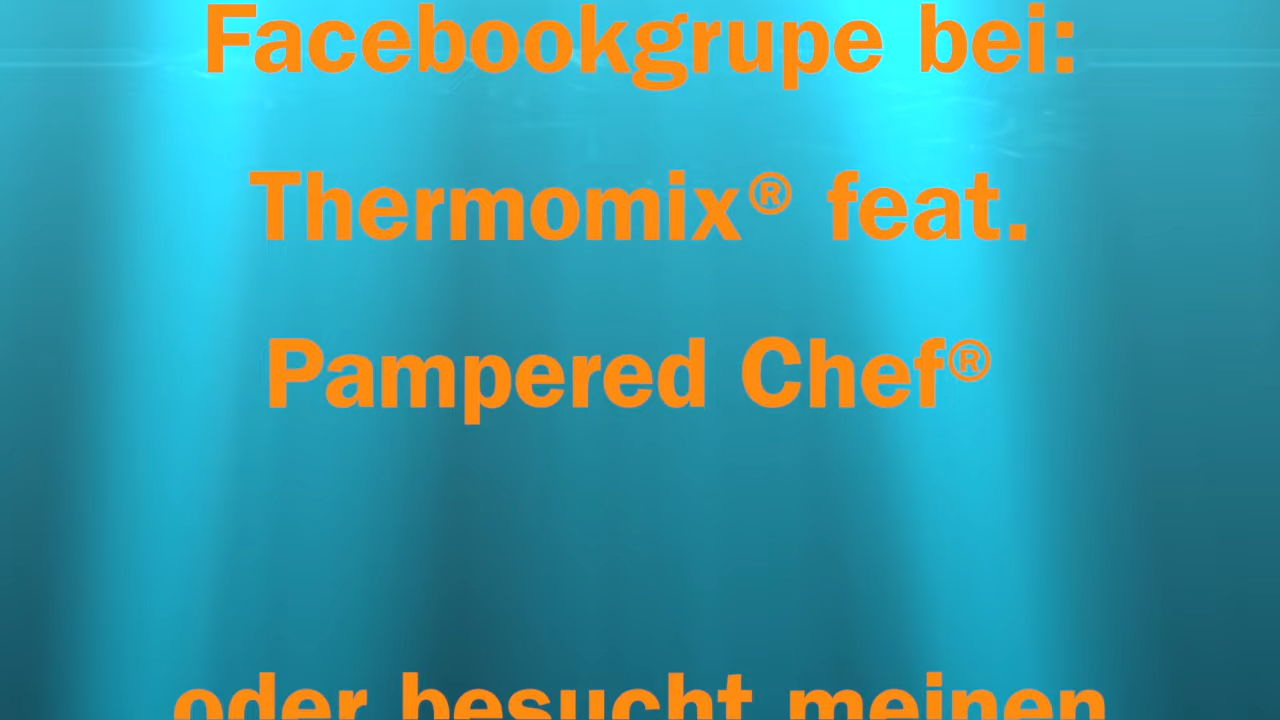 Facebookgrupe bei:
Thermomix® feat.
Pampered Chef®
oder besucht meinen